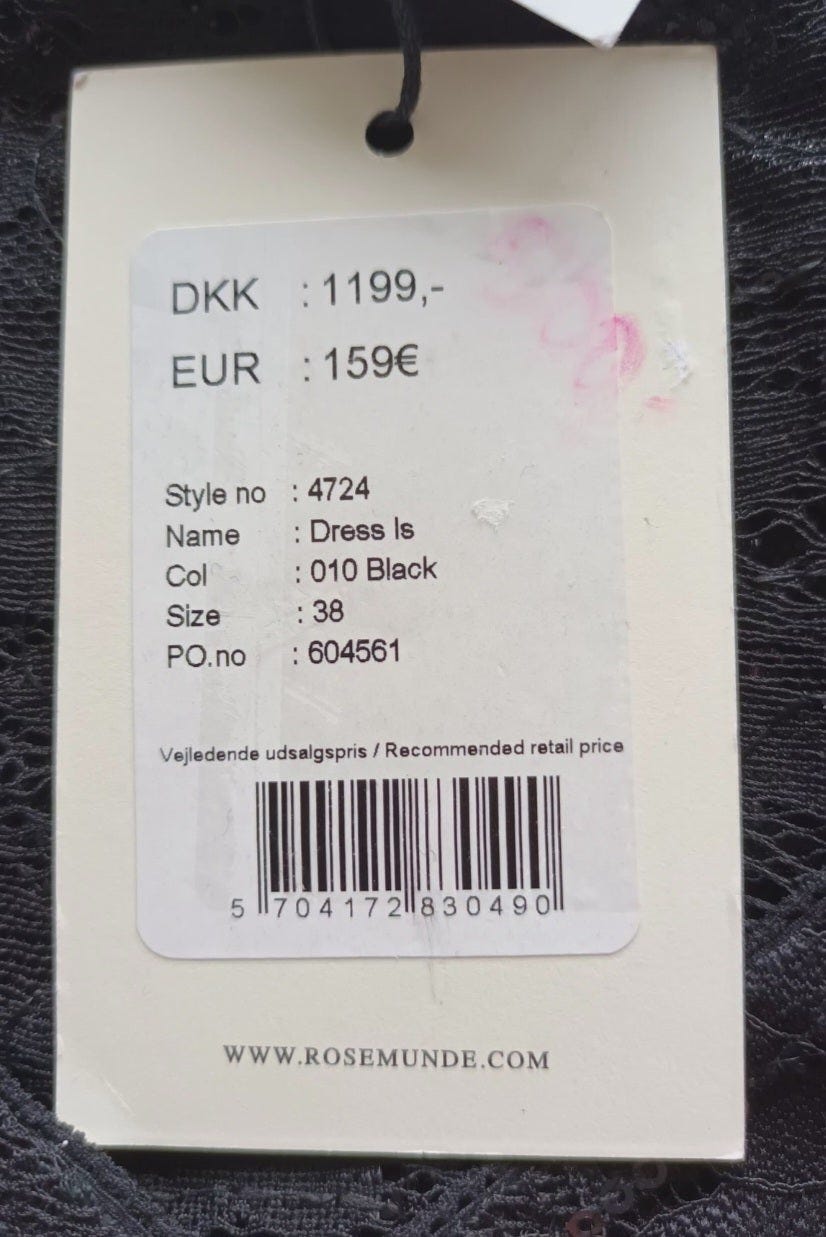 DKK : 1199,-
EUR : 159€
Style no : 4724
Name : Dress ls
Col : 010 Black
Size : 38
PO.no : 604561
Vejledende udsalgspris / Recommended retail price
5 704172 830490
WWW.ROSEMUNDE.COM